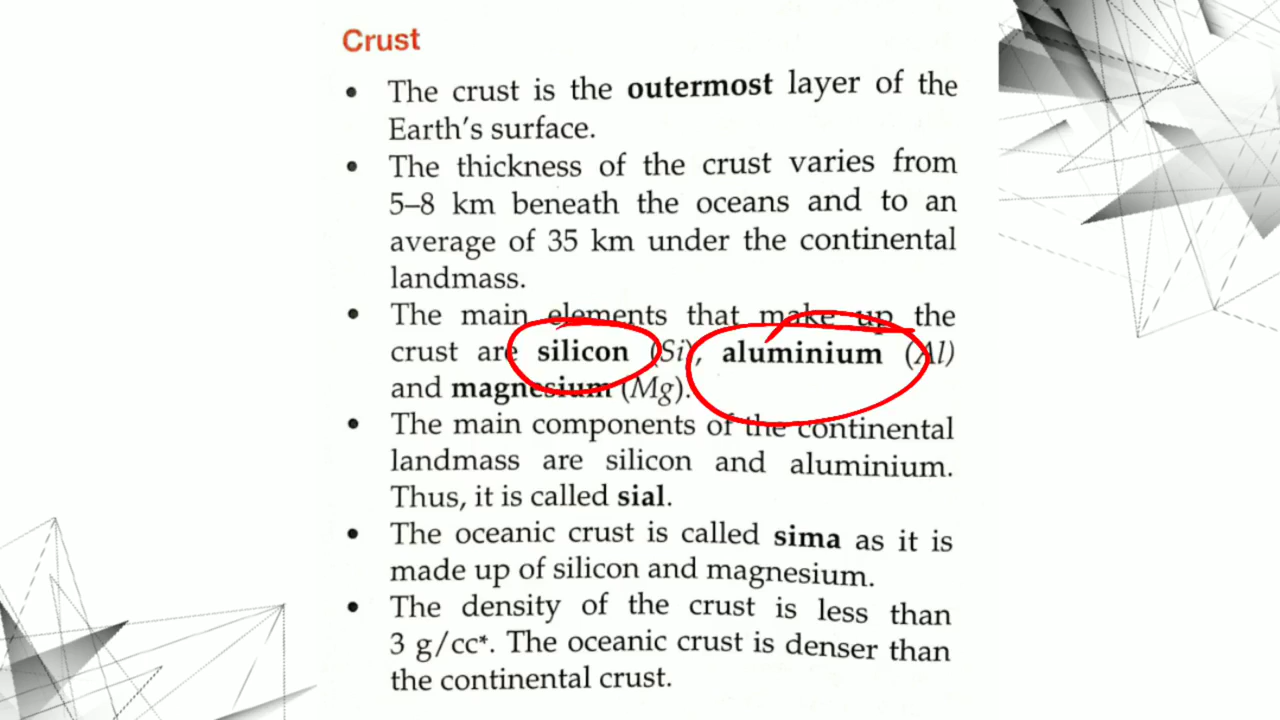 Crust
• The crust is the outermost layer of the
Earth's surface.
• The thickness of the crust varies from
5–8 km beneath the oceans and to an
average of 35 km under the continental
landmass.
• The main elements that make up the
crust are silicon (Si), aluminium (Al)
and magnesium (Mg).
• The main components of the continental
landmass are silicon and aluminium.
Thus, it is called sial.
• The oceanic crust is called sima as it is
made up of silicon and magnesium.
• The density of the crust is less than
3 g/cc*. The oceanic crust is denser than
the continental crust.